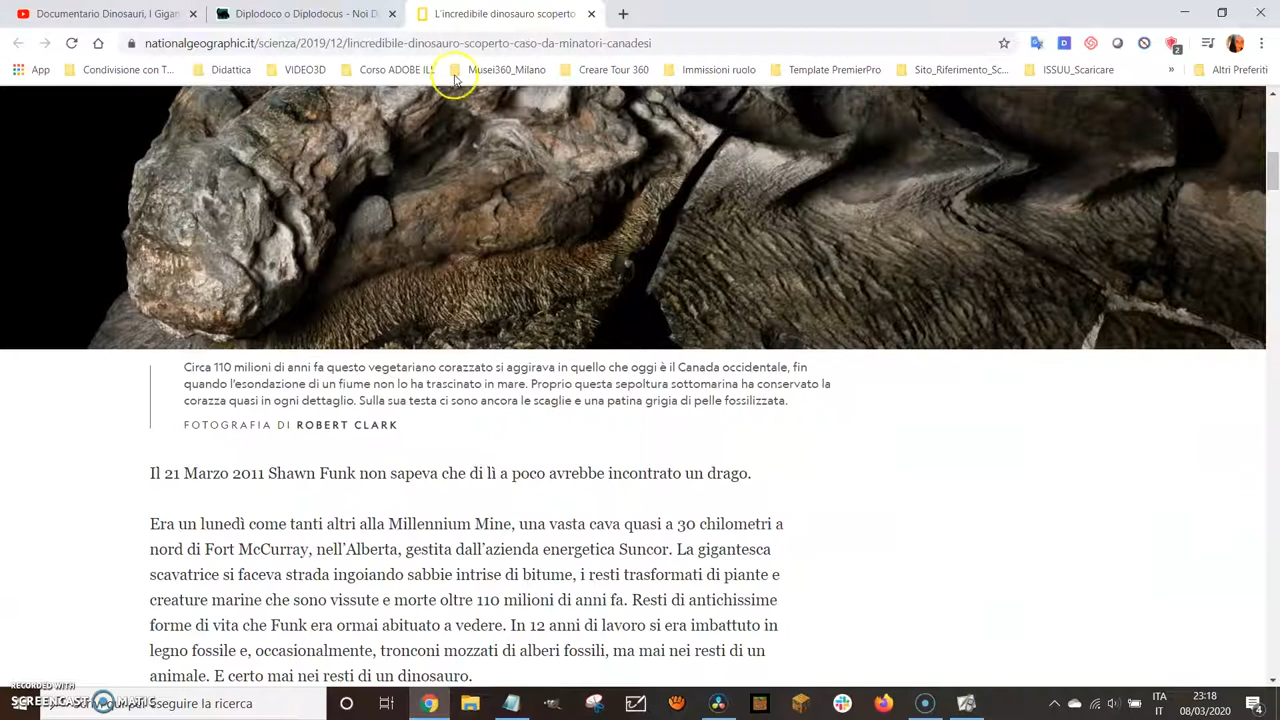 Documentario Dinosauri, I Gigan
Diplodoco o Diplodocus - Noi D
L'incredibile dinosauro scoperto
nationalgeographic.it/scienza/2019/12/lincredibile-dinosauro-scoperto-caso-da-minatori-canadesi
2
App
Condivisione con T...
Didattica
VIDEO3D
Corso ADOBE ILL
Musei360_Milano
Creare Tour 360
Immissioni ruolo
Template PremierPro
Sito_Riferimento_Sc...
ISSUU_Scaricare
»
Altri Preferiti
Circa 110 milioni di anni fa questo vegetariano corazzato si aggirava in quello che oggi è il Canada occidentale, fin
quando l'esondazione di un fiume non lo ha trascinato in mare. Proprio questa sepoltura sottomarina ha conservato la
corazza quasi in ogni dettaglio. Sulla sua testa ci sono ancora le scaglie e una patina grigia di pelle fossilizzata.
FOTOGRAFIA DI ROBERT CLARK
Il 21 Marzo 2011 Shawn Funk non sapeva che di lì a poco avrebbe incontrato un drago.
Era un lunedì come tanti altri alla Millennium Mine, una vasta cava quasi a 30 chilometri a
nord di Fort McCurray, nell'Alberta, gestita dall'azienda energetica Suncor. La gigantesca
scavatrice si faceva strada ingoiando sabbie intrise di bitume, i resti trasformati di piante e
creature marine che sono vissute e morte oltre 110 milioni di anni fa. Resti di antichissime
forme di vita che Funk era ormai abituato a vedere. In 12 anni di lavoro si era imbattuto in
legno fossile e, occasionalmente, tronconi mozzati di alberi fossili, ma mai nei resti di un
animale. E certo mai nei resti di un dinosauro.
RECORDED WITH
SCREENCAST MATIC
eseguire la ricerca
ITA
IT
23:18
08/03/2020
4